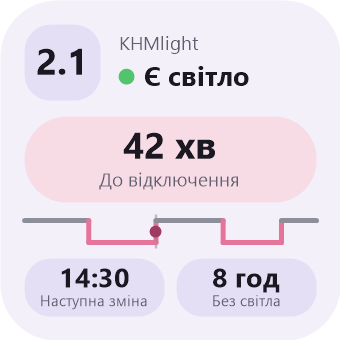 2.1
KHMlight
Є світло
42 хв
До відключення
14:30
Наступна зміна
8 год
Без світла